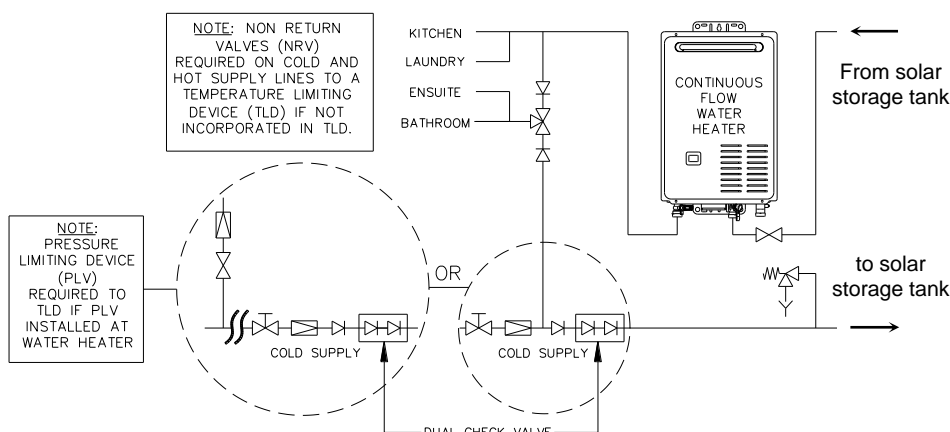 NOTE: NON RETURN
VALVES (NRV)
REQUIRED ON COLD AND
HOT SUPPLY LINES TO A
TEMPERATURE LIMITING
DEVICE (TLD) IF NOT
INCORPORATED IN TLD.
KITCHEN
LAUNDRY
ENSUITE
BATHROOM
CONTINUOUS
FLOW
WATER
HEATER
From solar
storage tank
NOTE:
PRESSURE
LIMITING DEVICE
(PLV)
REQUIRED TO
TLD IF PLV
INSTALLED AT
WATER HEATER
OR
to solar
storage tank
COLD SUPPLY
COLD SUPPLY
DUAL CHECK VALVE